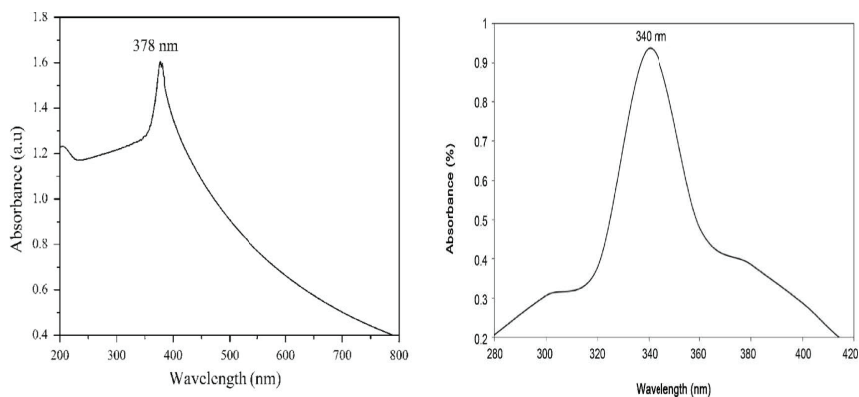 378 nm
1.8
1.6
1.4
1.2
1.0
0.8
0.6
0.4
200 300 400 500 600 700 800
Absorbance (a.u)
Wavelength (nm)
340 nm
1
0.9
0.8
0.7
0.6
0.5
0.4
0.3
0.2
280 300 320 340 360 380 400 420
Absorbance (%)
Wavelength (nm)